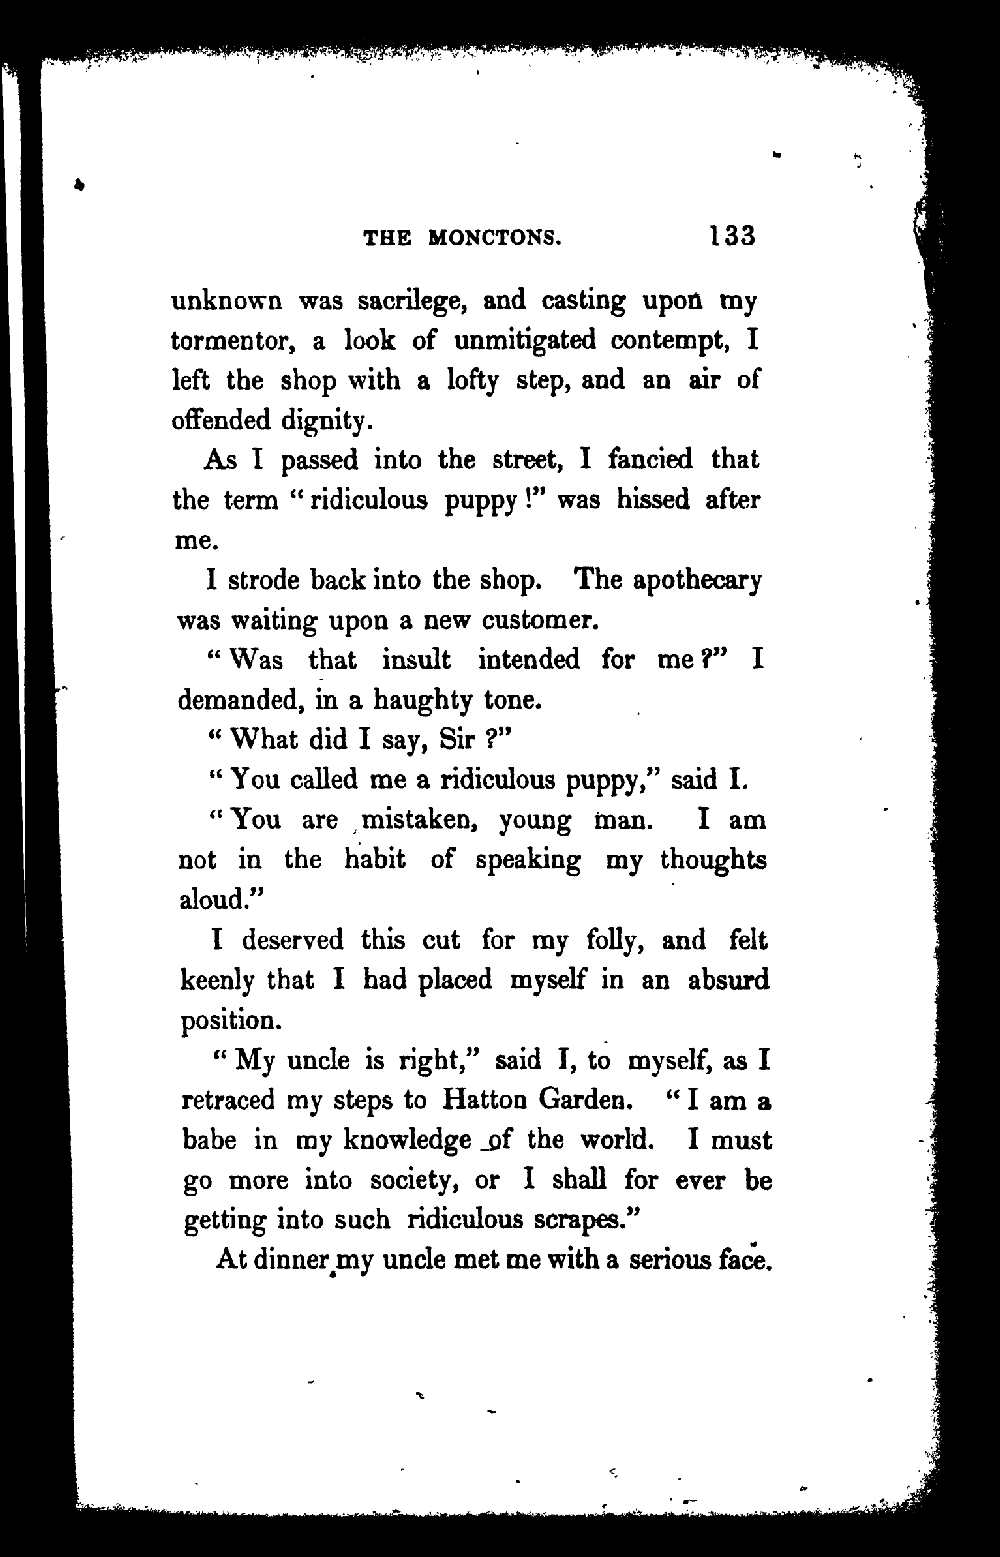 THE MONCTONS. 133
unknown was sacrilege, and casting upon my
tormentor, a look of unmitigated contempt, I
left the shop with a lofty step, and an air of
offended dignity.
As I passed into the street, I fancied that
the term “ ridiculous puppy !” was hissed after
me.
I strode back into the shop. The apothecary
was waiting upon a new customer.
“ Was that insult intended for me ?” I
demanded, in a haughty tone.
“ What did I say, Sir ?”
“ You called me a ridiculous puppy,” said I.
“ You are mistaken, young man. I am
not in the habit of speaking my thoughts
aloud.”
I deserved this cut for my folly, and felt
keenly that I had placed myself in an absurd
position.
“ My uncle is right,” said I, to myself, as I
retraced my steps to Hatton Garden. “ I am a
babe in my knowledge of the world. I must
go more into society, or I shall for ever be
getting into such ridiculous scrapes.”
At dinner my uncle met me with a serious face.